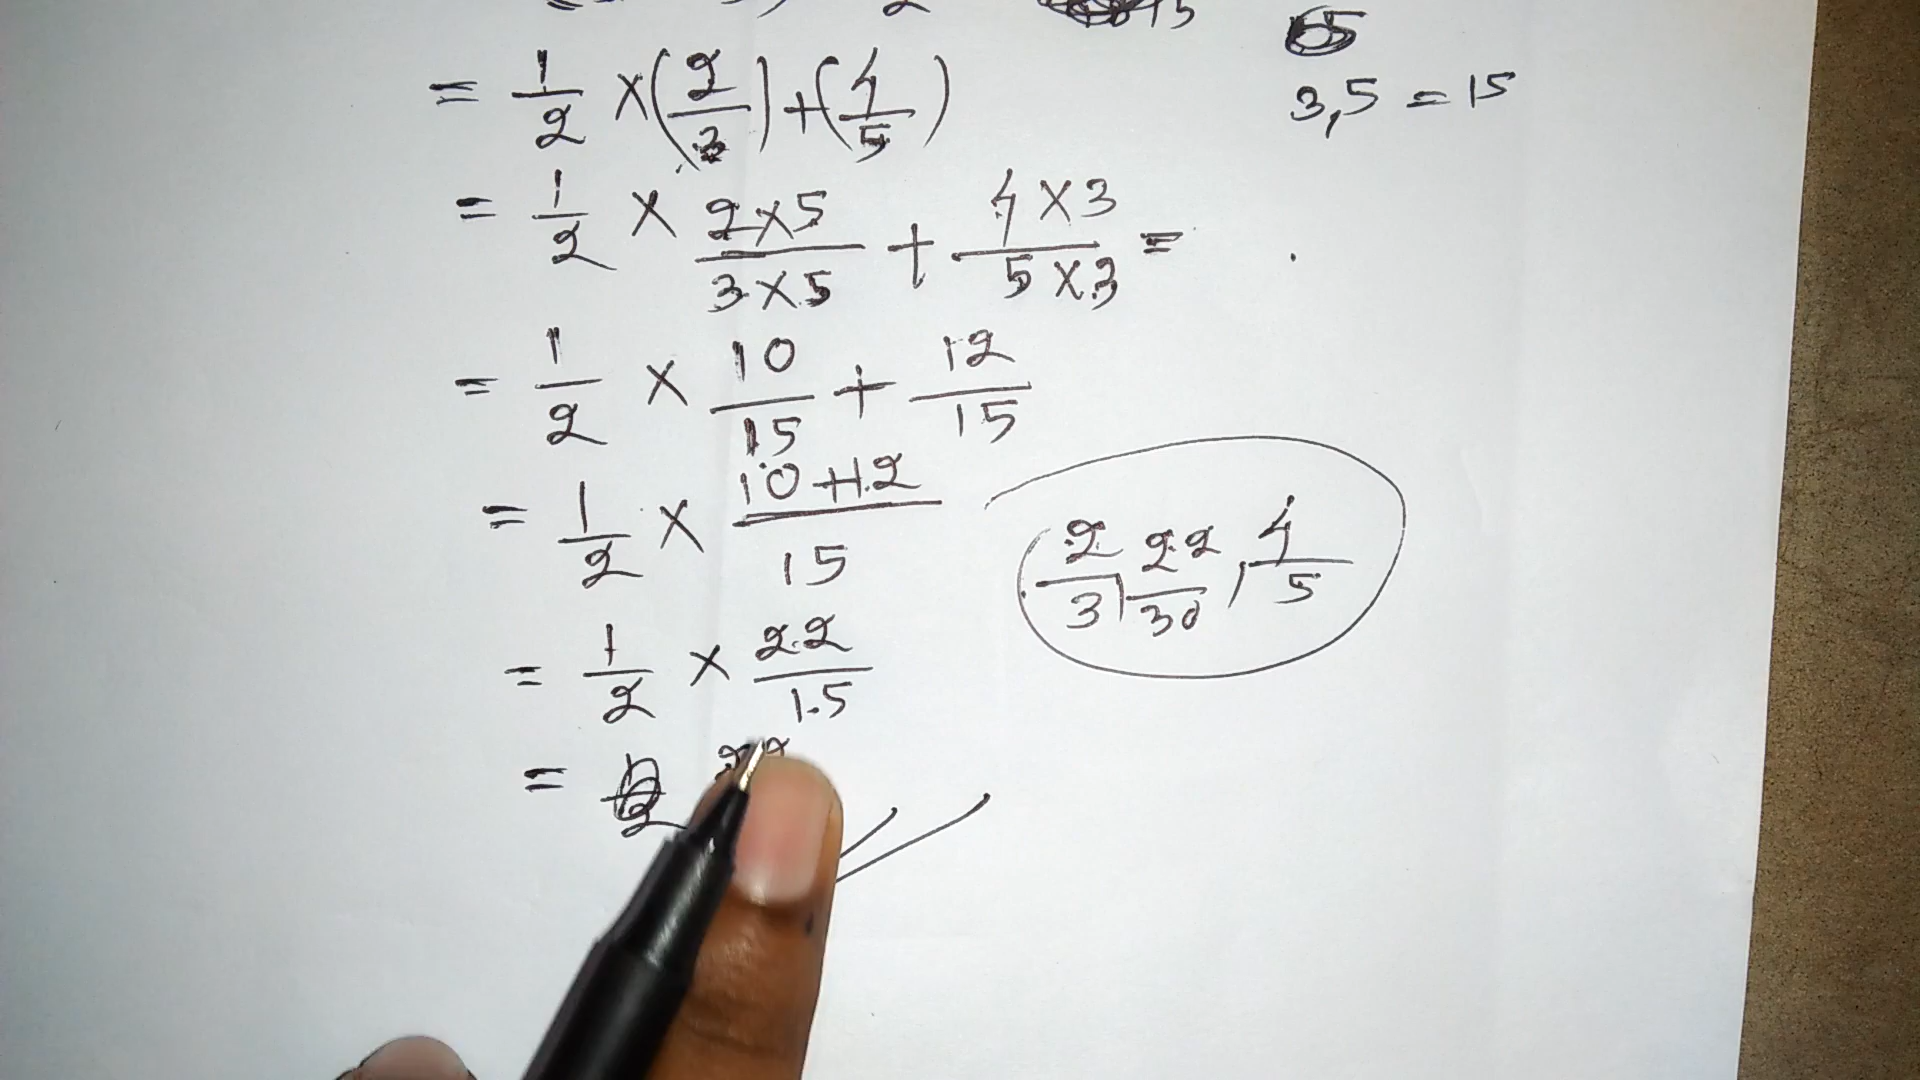 3,5 = 15
= 1/2 × (2/3) + (4/5)
= 1/2 × 2×5/3×5 + 4×3/5×3 =
= 1/2 × 10/15 + 12/15
= 1/2 × 10+12/15
2/3, 22/30, 4/5
= 1/2 × 22/15
=